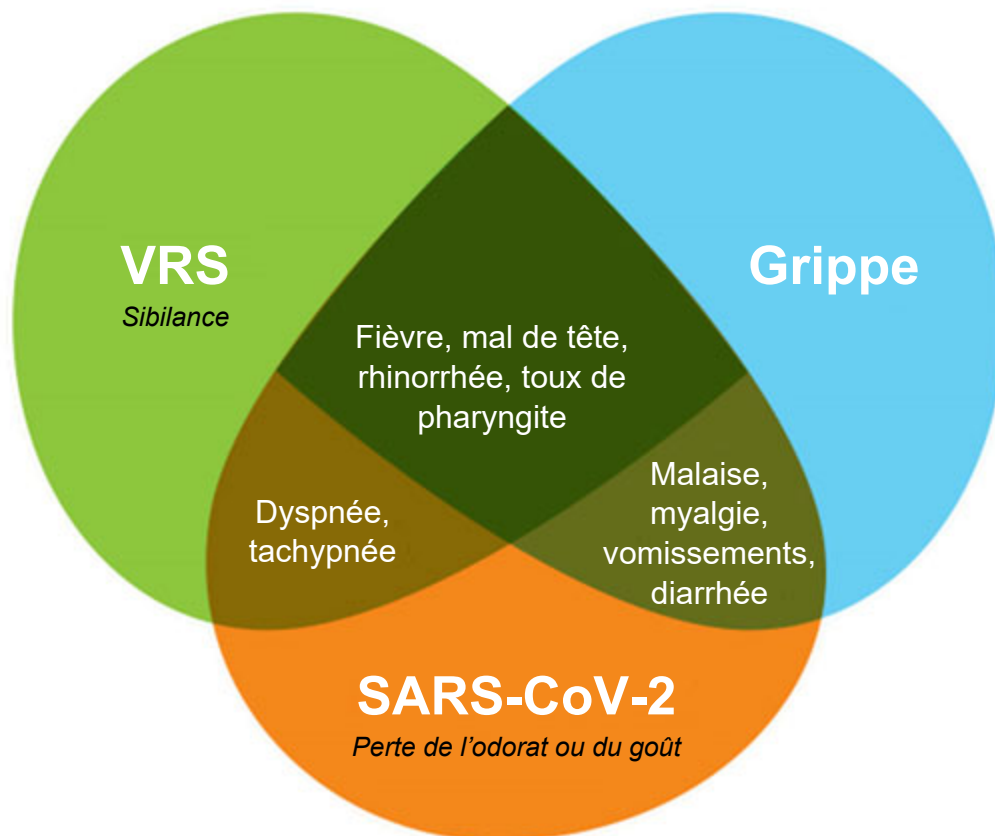 VRS
Sibilance
Grippe
Fièvre, mal de tête,
rhinorrhée, toux de
pharyngite
Dyspnée,
tachypnée
Malaise,
myalgie,
vomissements,
diarrhée
SARS-CoV-2
Perte de l’odorat ou du goût